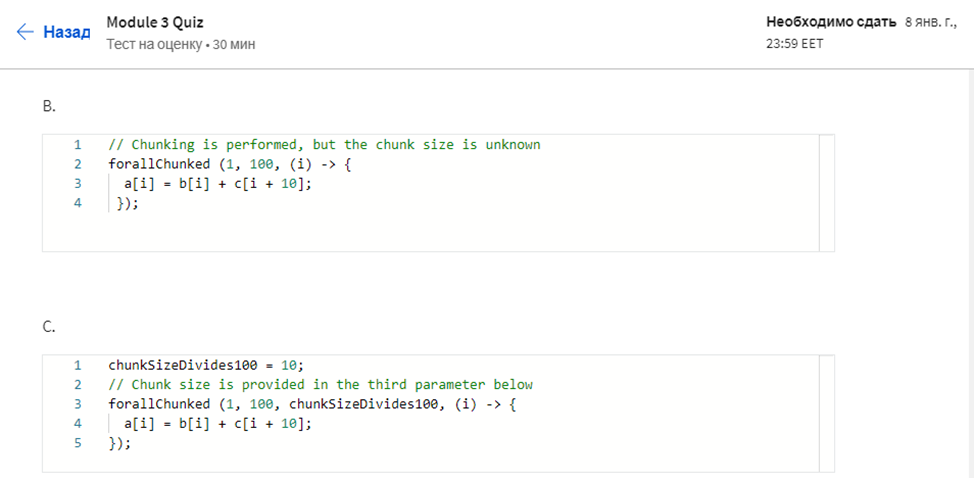 Назад
Module 3 Quiz
Тест на оценку • 30 мин
Необходимо сдать 8 янв. г.,
23:59 EET
B.
1 // Chunking is performed, but the chunk size is unknown
2 forallChunked (1, 100, (i) -> {
3 a[i] = b[i] + c[i + 10];
4 });
C.
1 chunkSizeDivides100 = 10;
2 // Chunk size is provided in the third parameter below
3 forallChunked (1, 100, chunkSizeDivides100, (i) -> {
4 a[i] = b[i] + c[i + 10];
5 });